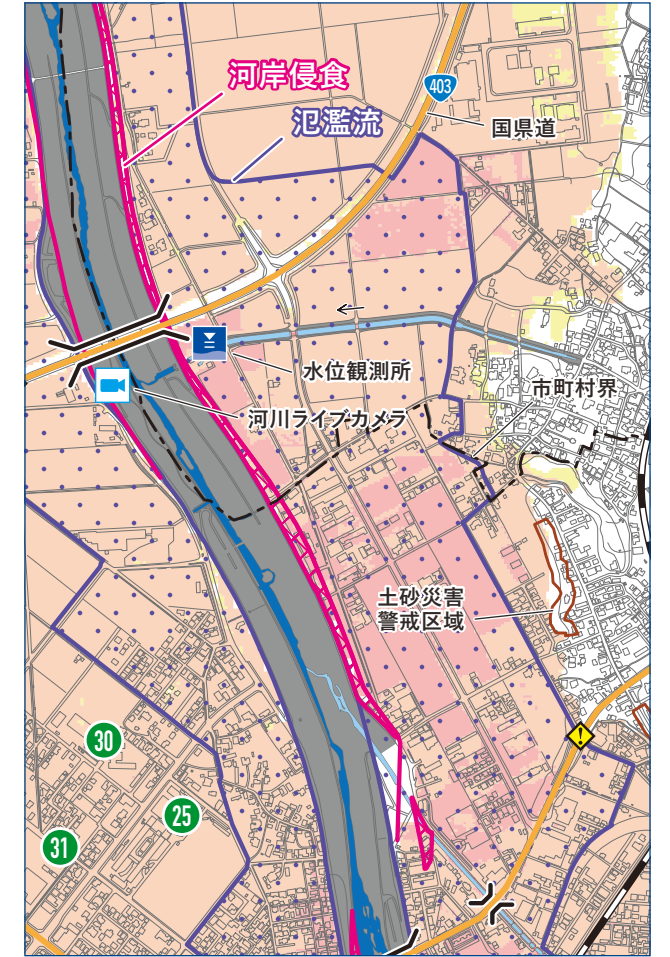 河岸侵食
403
氾濫流
国県道
水位観測所
市町村界
河川ライブカメラ
土砂災害
警戒区域
30
25
31